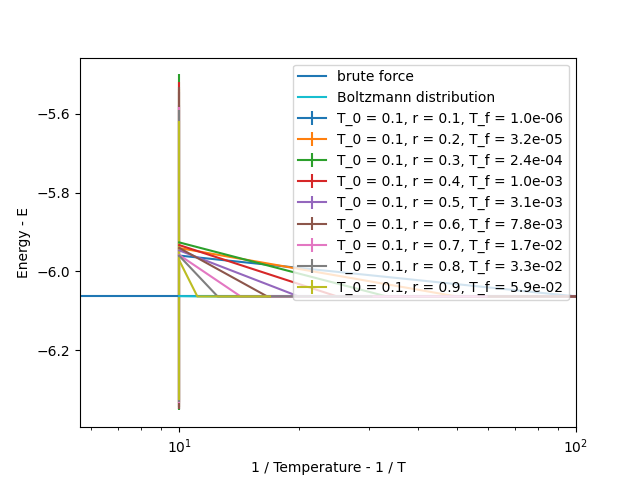 −5.6
−5.8
−6.0
−6.2
Energy - E
10¹
10²
1 / Temperature - 1 / T
brute force
Boltzmann distribution
T_0 = 0.1, r = 0.1, T_f = 1.0e-06
T_0 = 0.1, r = 0.2, T_f = 3.2e-05
T_0 = 0.1, r = 0.3, T_f = 2.4e-04
T_0 = 0.1, r = 0.4, T_f = 1.0e-03
T_0 = 0.1, r = 0.5, T_f = 3.1e-03
T_0 = 0.1, r = 0.6, T_f = 7.8e-03
T_0 = 0.1, r = 0.7, T_f = 1.7e-02
T_0 = 0.1, r = 0.8, T_f = 3.3e-02
T_0 = 0.1, r = 0.9, T_f = 5.9e-02